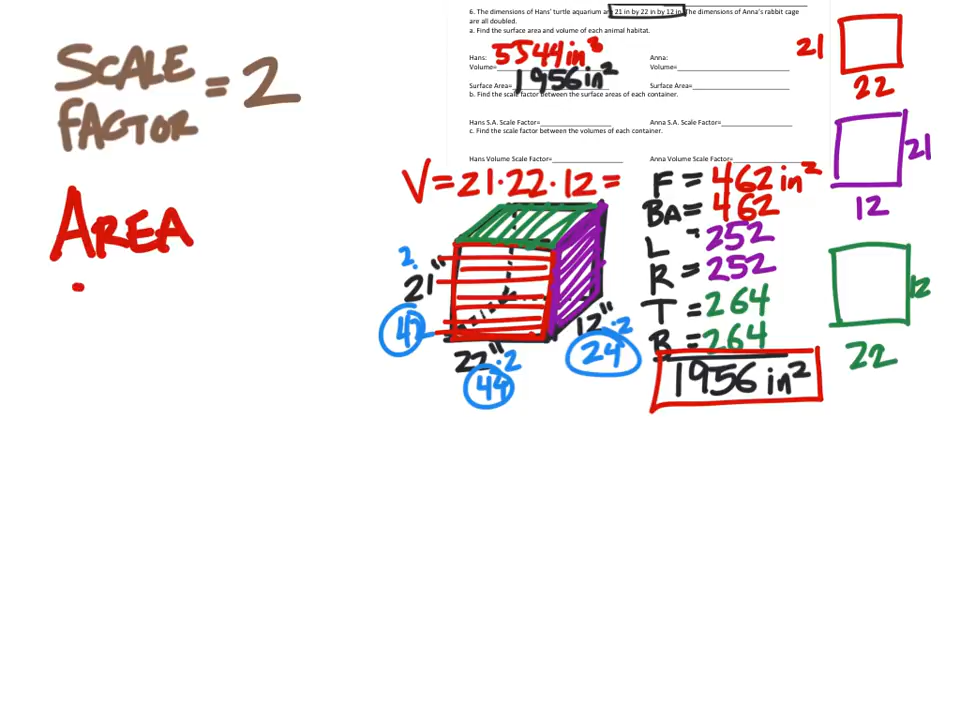 6. The dimensions of Hans' turtle aquarium are 21 in by 22 in by 12 in. The dimensions of Anna's rabbit cage
are all doubled.
a. Find the surface area and volume of each animal habitat.
Hans: 5544 in³ Anna:
Volume= Volume=
Surface Area= 1956 in² Surface Area=
b. Find the scale factor between the surface areas of each container.
Hans S.A. Scale Factor= Anna S.A. Scale Factor=
c. Find the scale factor between the volumes of each container.
Hans Volume Scale Factor= Anna Volume Scale Factor=
SCALE
FACTOR = 2
AREA
V = 21 · 22 · 12 =
2·
21"
42
22" ·2
44
12" ·2
24
F = 462 in²
BA = 462
L = 252
R = 252
T = 264
B = 264
1956 in²
21
22
21
12
12
22